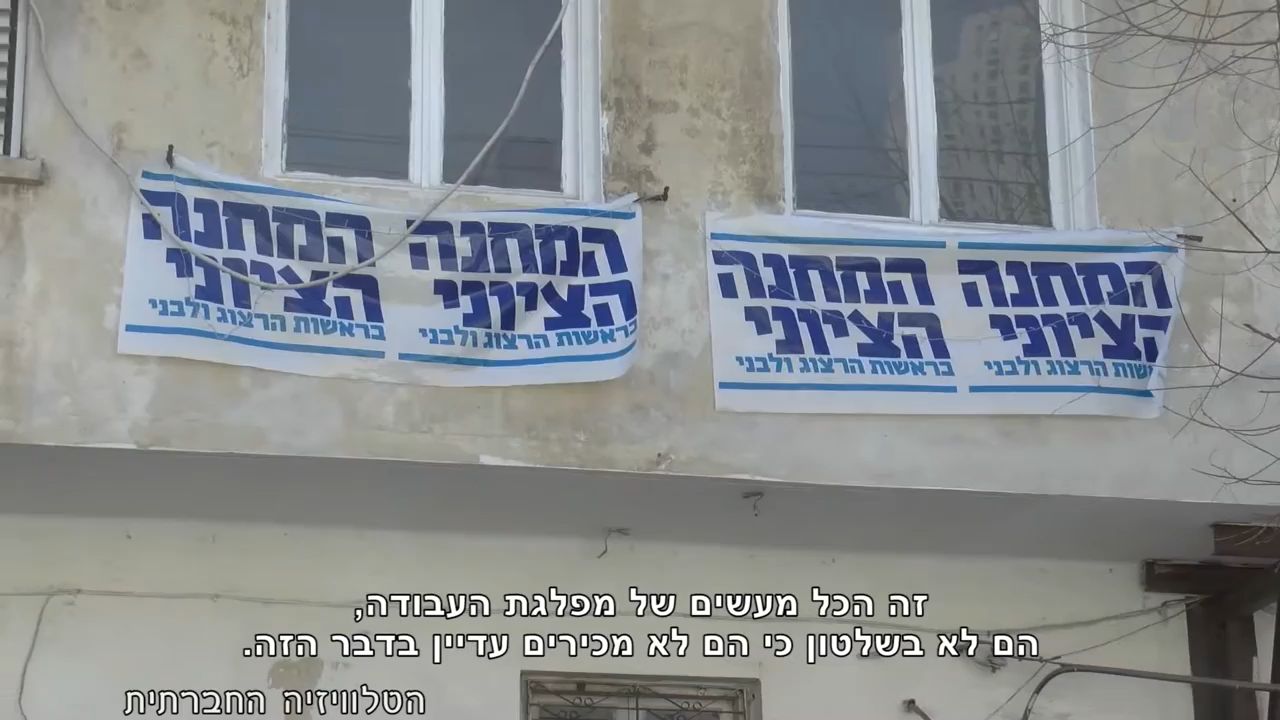 המחנה
הציוני
בראשות הרצוג ולבני
המחנה
הציוני
בראשות הרצוג ולבני
המחנה
הציוני
ישות הרצוג ולבני
המחנה
הציוני
בראשות הרצוג ולבני
זה הכל מעשים של מפלגת העבודה,
הם לא בשלטון כי הם לא מכירים עדיין בדבר הזה.
הטלוויזיה החברתית